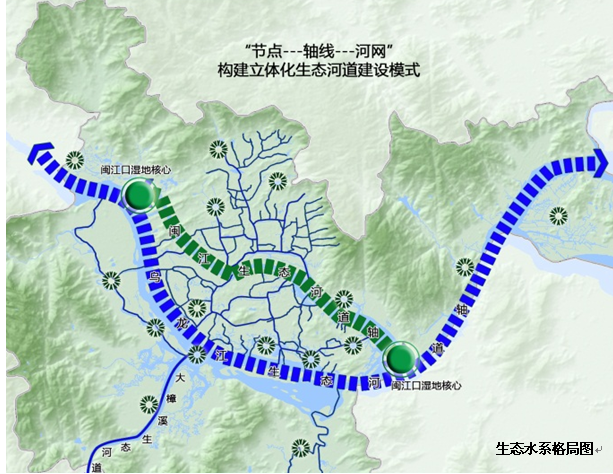 “节点---轴线---河网”
构建立体化生态河道建设模式
闽江口湿地核心
闽江生态河道轴
乌龙江生态河道轴
闽江口湿地核心
大樟溪生态河道
生态水系格局图